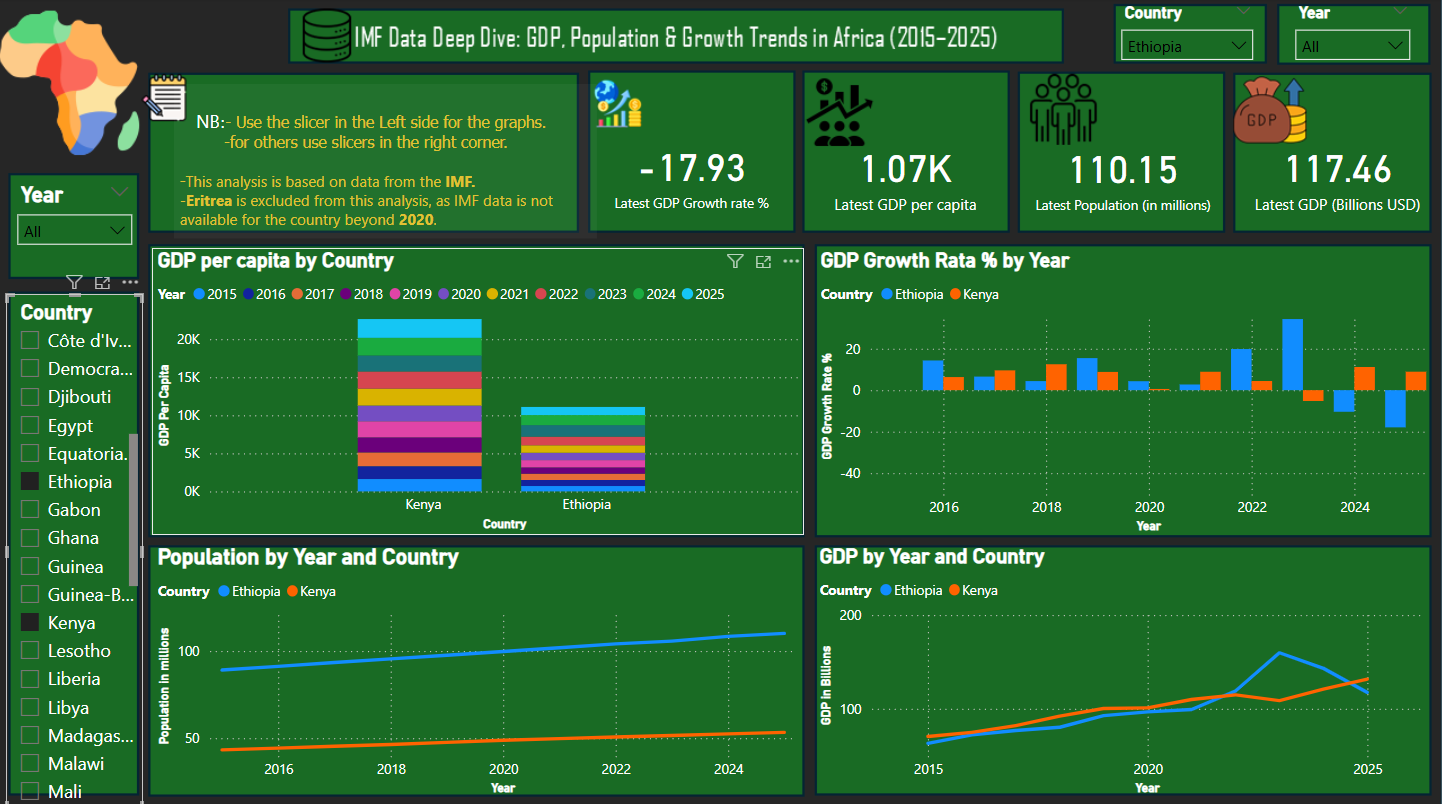 IMF Data Deep Dive: GDP, Population & Growth Trends in Africa (2015–2025)
Country
Ethiopia
Year
All
NB:- Use the slicer in the Left side for the graphs.
-for others use slicers in the right corner.
-This analysis is based on data from the IMF.
-Eritrea is excluded from this analysis, as IMF data is not
available for the country beyond 2020.
-17.93
Latest GDP Growth rate %
1.07K
Latest GDP per capita
110.15
Latest Population (in millions)
GDP
117.46
Latest GDP (Billions USD)
Year
All
Country
Côte d'Iv...
Democra...
Djibouti
Egypt
Equatoria.
Ethiopia
Gabon
Ghana
Guinea
Guinea-B...
Kenya
Lesotho
Liberia
Libya
Madagas...
Malawi
Mali
GDP per capita by Country
Year 2015 2016 2017 2018 2019 2020 2021 2022 2023 2024 2025
GDP Per Capita
20K
15K
10K
5K
0K
Kenya Ethiopia
Country
GDP Growth Rata % by Year
Country Ethiopia Kenya
GDP Growth Rate %
20
0
-20
-40
2016 2018 2020 2022 2024
Year
Population by Year and Country
Country Ethiopia Kenya
Population in millions
100
50
2016 2018 2020 2022 2024
Year
GDP by Year and Country
Country Ethiopia Kenya
GDP in Billions
200
100
2015 2020 2025
Year